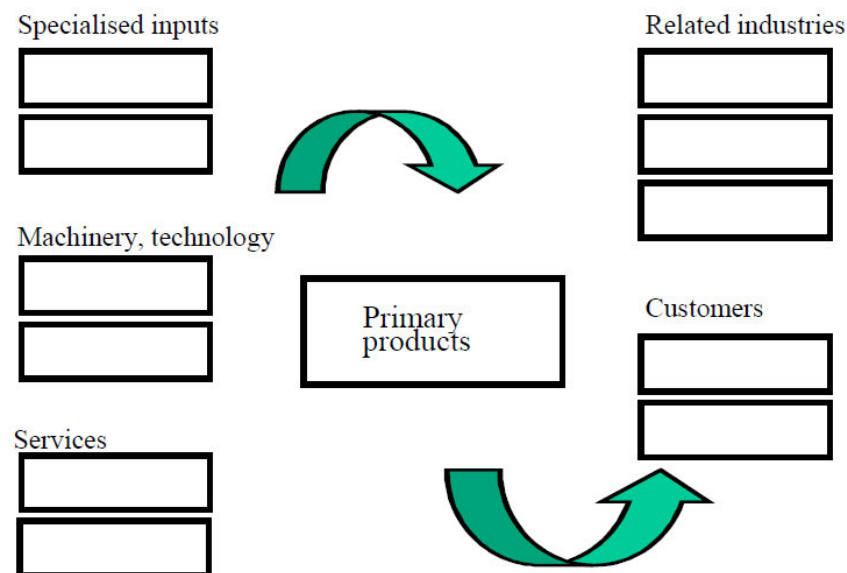 Specialised inputs
Related industries
Machinery, technology
Primary
products
Customers
Services